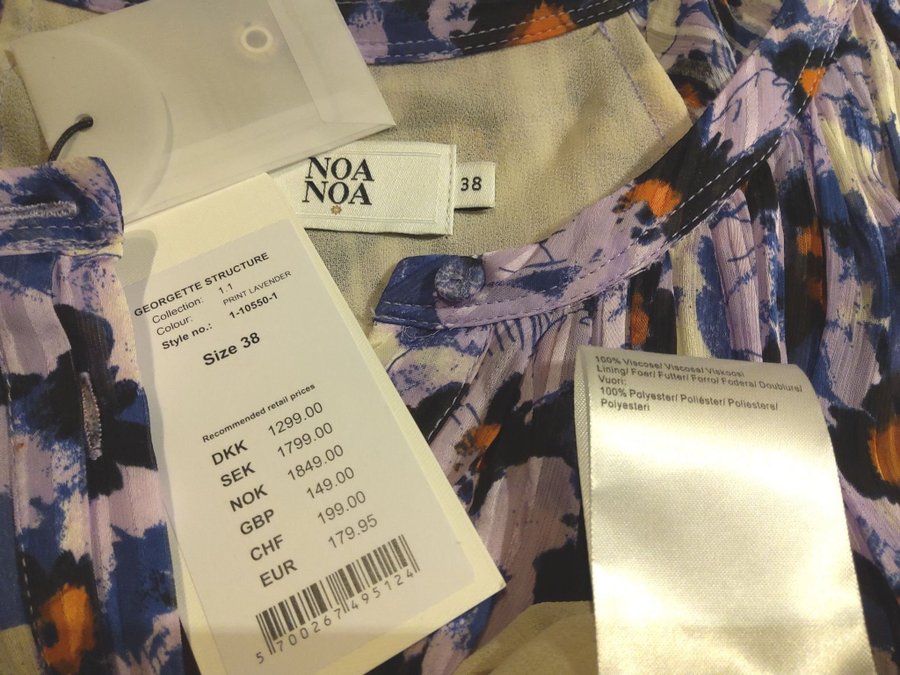 NOA
NOA
38
GEORGETTE STRUCTURE
Collection: 1.1
Colour: PRINT LAVENDER
Style no.: 1-10550-1
Size 38
Recommended retail prices
DKK 1299.00
SEK 1799.00
NOK 1849.00
GBP 149.00
CHF 199.00
EUR 179.95
5 700267 495124
100% Viscose/ Viscosa/ Viskoosi
Lining/ Foer/ Futter/ Forro/ Fodera/ Doublure/
Vuori:
100% Polyester/ Poliéster/ Poliestere/
Polyesteri